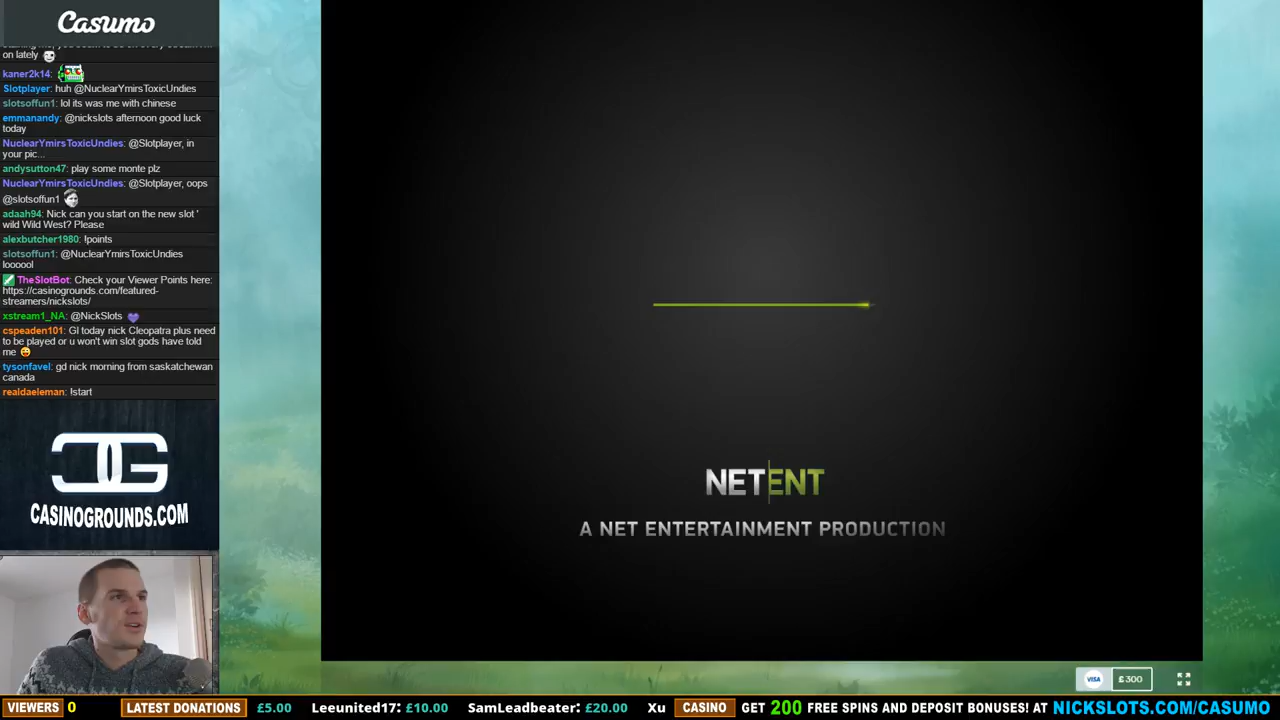 Casumo
on lately
kaner2k14:
Slotplayer: huh @NuclearYmirsToxicUndies
slotsoffun1: lol its was me with chinese
emmanandy: @nickslots afternoon good luck
today
NuclearYmirsToxicUndies: @Slotplayer, in
your pic...
andysutton47: play some monte plz
NuclearYmirsToxicUndies: @Slotplayer, oops
@slotsoffun1
adaah94: Nick can you start on the new slot '
wild Wild West? Please
alexbutcher1980: !points
slotsoffun1: @NuclearYmirsToxicUndies
loooool
TheSlotBot: Check your Viewer Points here:
https://casinogrounds.com/featured-
streamers/nickslots/
xstream1_NA: @NickSlots
cspeaden101: Gl today nick Cleopatra plus need
to be played or u won't win slot gods have told
me
tysonfavel: gd nick morning from saskatchewan
canada
reaidaeleman: !start
CG
CASINOGROUNDS.COM
NETENT
A NET ENTERTAINMENT PRODUCTION
VISA £300
VIEWERS 0 LATEST DONATIONS £5.00 Leeunited17: £10.00 SamLeadbeater: £20.00 Xu CASINO GET 200 FREE SPINS AND DEPOSIT BONUSES! AT NICKSLOTS.COM/CASUMO